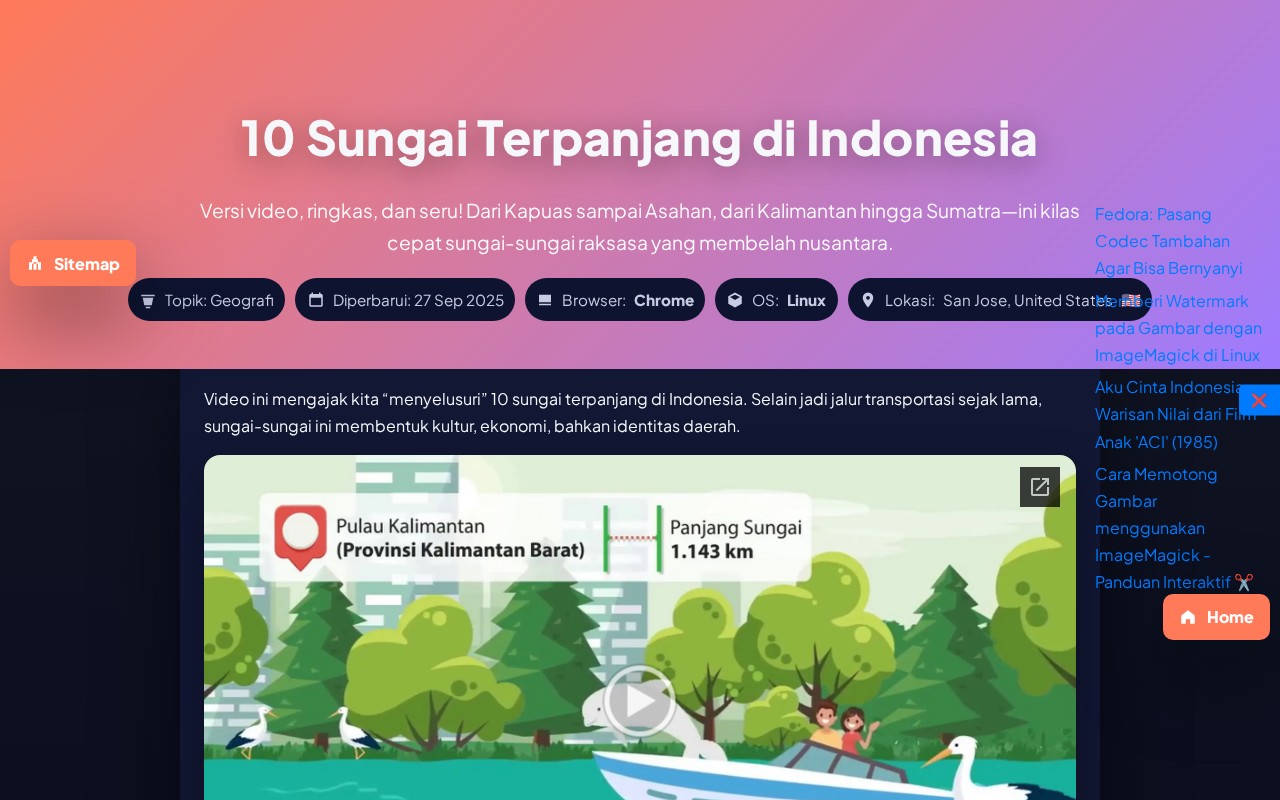 10 Sungai Terpanjang di Indonesia
Versi video, ringkas, dan seru! Dari Kapuas sampai Asahan, dari Kalimantan hingga Sumatra—ini kilas
cepat sungai-sungai raksasa yang membelah nusantara.
Sitemap
Topik: Geografi
Diperbarui: 27 Sep 2025
Browser: Chrome
OS: Linux
Lokasi: San Jose, United States 🇺🇸
Fedora: Pasang
Codec Tambahan
Agar Bisa Bernyanyi
Memberi Watermark
pada Gambar dengan
ImageMagick di Linux
Aku Cinta Indonesia
Warisan Nilai dari Film
Anak 'ACI' (1985)
Cara Memotong
Gambar
menggunakan
ImageMagick -
Panduan Interaktif ✂️
Home
Video ini mengajak kita “menyelusuri” 10 sungai terpanjang di Indonesia. Selain jadi jalur transportasi sejak lama,
sungai-sungai ini membentuk kultur, ekonomi, bahkan identitas daerah.
Pulau Kalimantan
(Provinsi Kalimantan Barat)
Panjang Sungai
1.143 km